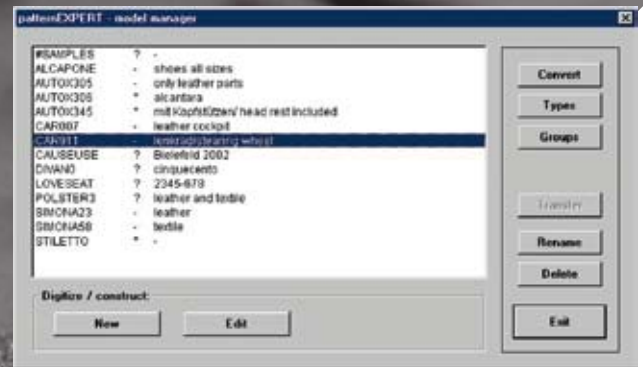 patternEXPERT - model manager
#SAMPLES ? -
ALCAPONE - shoes all sizes
AUTOX305 - only leather parts
AUTOX306 * alcantara
AUTOX345 * mit Kopfstützen/ head rest included
CAR007 - leather cockpit
CAR911 - lenkrad/stearing wheel
CAUSEUSE ? Bielefeld 2002
DIVANO ? cinquecento
LOVESEAT ? 2345-678
POLSTER3 ? leather and textile
SIMONA23 - leather
SIMONA58 - textile
STILETTO * -
Convert
Types
Groups
Transfer
Rename
Delete
Exit
Digitize / construct:
New
Edit